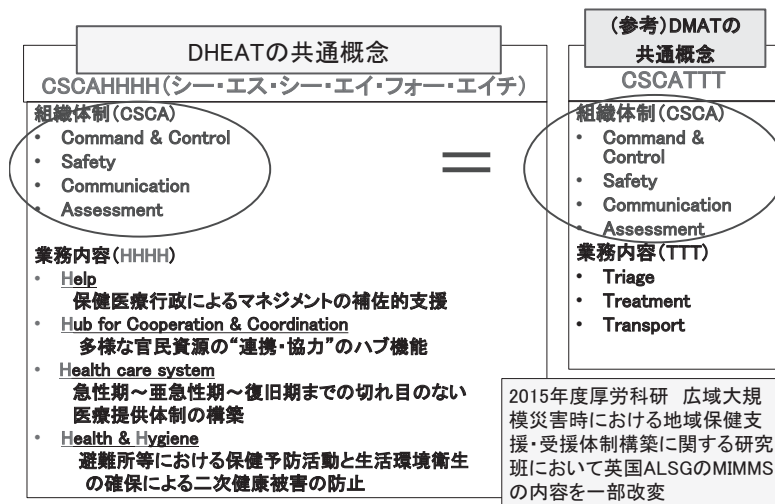 DHEATの共通概念
CSCAHHHH(シー・エス・シー・エイ・フォー・エイチ)
組織体制(CSCA)
• Command & Control
• Safety
• Communication
• Assessment
業務内容(HHHH)
• Help
保健医療行政によるマネジメントの補佐的支援
• Hub for Cooperation & Coordination
多様な官民資源の“連携・協力”のハブ機能
• Health care system
急性期~亜急性期~復旧期までの切れ目のない
医療提供体制の構築
• Health & Hygiene
避難所等における保健予防活動と生活環境衛生
の確保による二次健康被害の防止
=
(参考)DMATの
共通概念
CSCATTT
組織体制(CSCA)
• Command &
Control
• Safety
• Communication
• Assessment
業務内容(TTT)
• Triage
• Treatment
• Transport
2015年度厚労科研 広域大規
模災害時における地域保健支
援・受援体制構築に関する研究
班において英国ALSGのMIMMS
の内容を一部改変